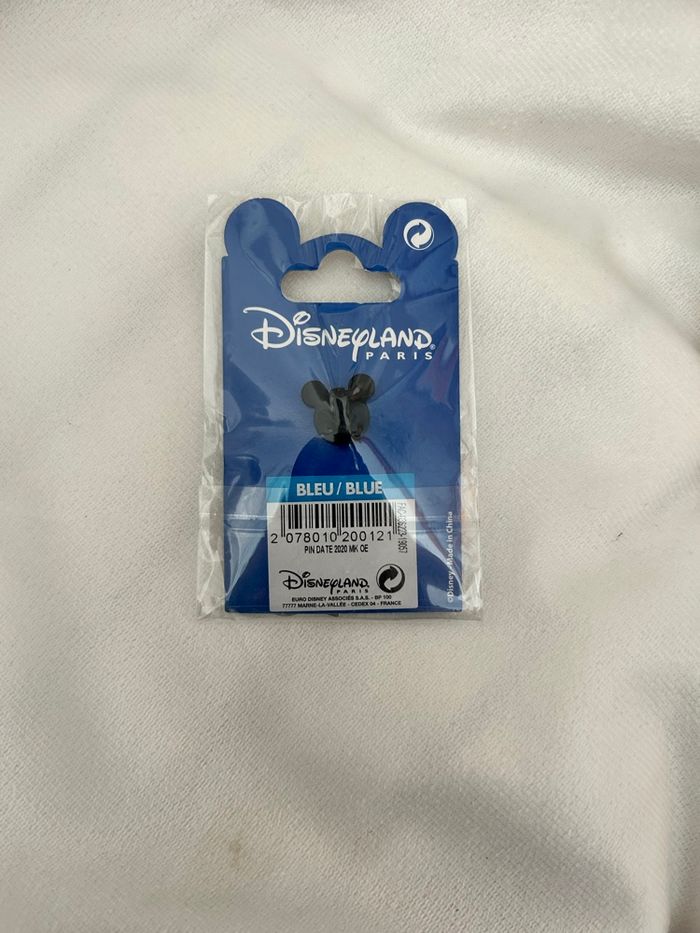 DISNEYLAND®
PARIS
BLEU / BLUE
2 078010 200121
PIN DATE 2020 MK OE
DISNEYLAND
PARIS
EURO DISNEY ASSOCIÉS S.A.S. - BP 100
77777 MARNE-LA-VALLÉE - CEDEX 04 - FRANCE
©Disney • Made in China